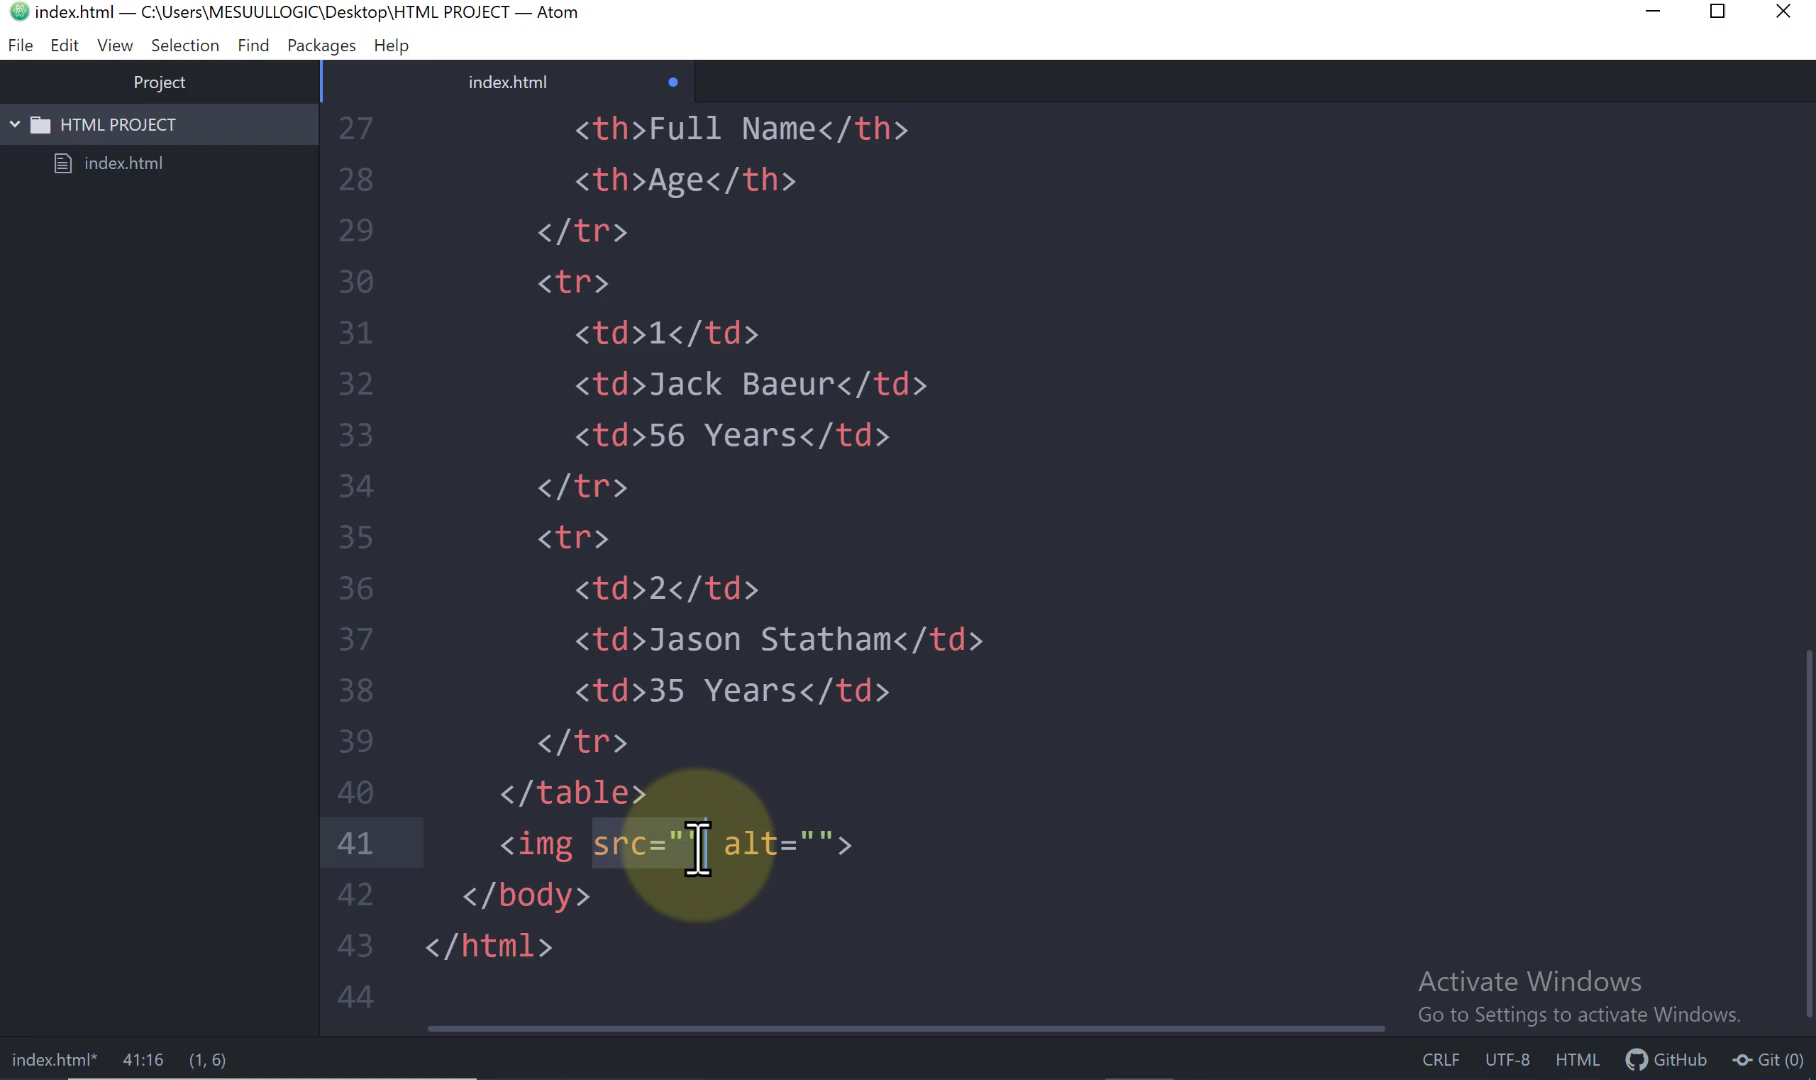 index.html — C:\Users\MESUULLOGIC\Desktop\HTML PROJECT — Atom
File Edit View Selection Find Packages Help
Project
index.html
HTML PROJECT
index.html
27 <th>Full Name</th>
28 <th>Age</th>
29 </tr>
30 <tr>
31 <td>1</td>
32 <td>Jack Baeur</td>
33 <td>56 Years</td>
34 </tr>
35 <tr>
36 <td>2</td>
37 <td>Jason Statham</td>
38 <td>35 Years</td>
39 </tr>
40 </table>
41 <img src="" alt="">
42 </body>
43 </html>
44
Activate Windows
Go to Settings to activate Windows.
index.html* 41:16 (1, 6) CRLF UTF-8 HTML GitHub Git (0)